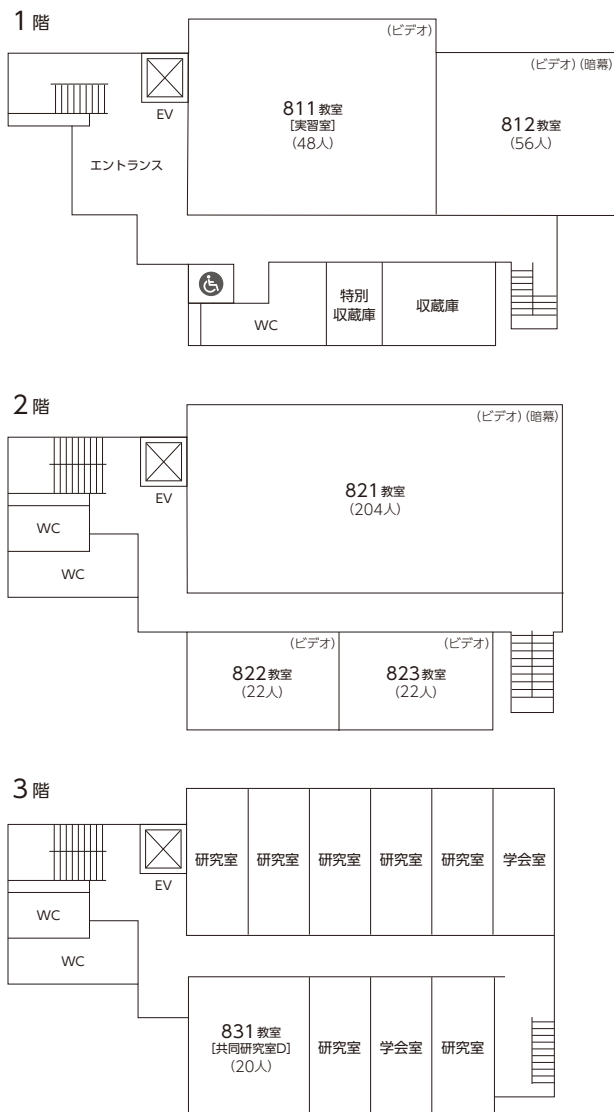 1階
(ビデオ)
(ビデオ) (暗幕)
EV
811教室
[実習室]
(48人)
812教室
(56人)
エントランス
特別
収蔵庫
収蔵庫
WC
2階
(ビデオ) (暗幕)
EV
821教室
(204人)
WC
WC
(ビデオ)
(ビデオ)
822教室
(22人)
823教室
(22人)
3階
EV
研究室
研究室
研究室
研究室
研究室
学会室
WC
WC
831教室
[共同研究室D]
(20人)
研究室
学会室
研究室